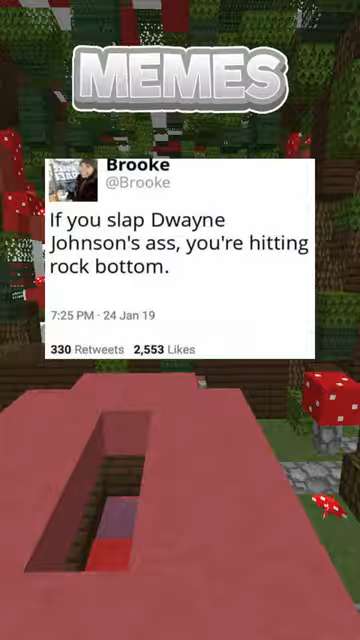 MEMES
Brooke
@Brooke
If you slap Dwayne
Johnson's ass, you're hitting
rock bottom.
7:25 PM · 24 Jan 19
330 Retweets 2,553 Likes